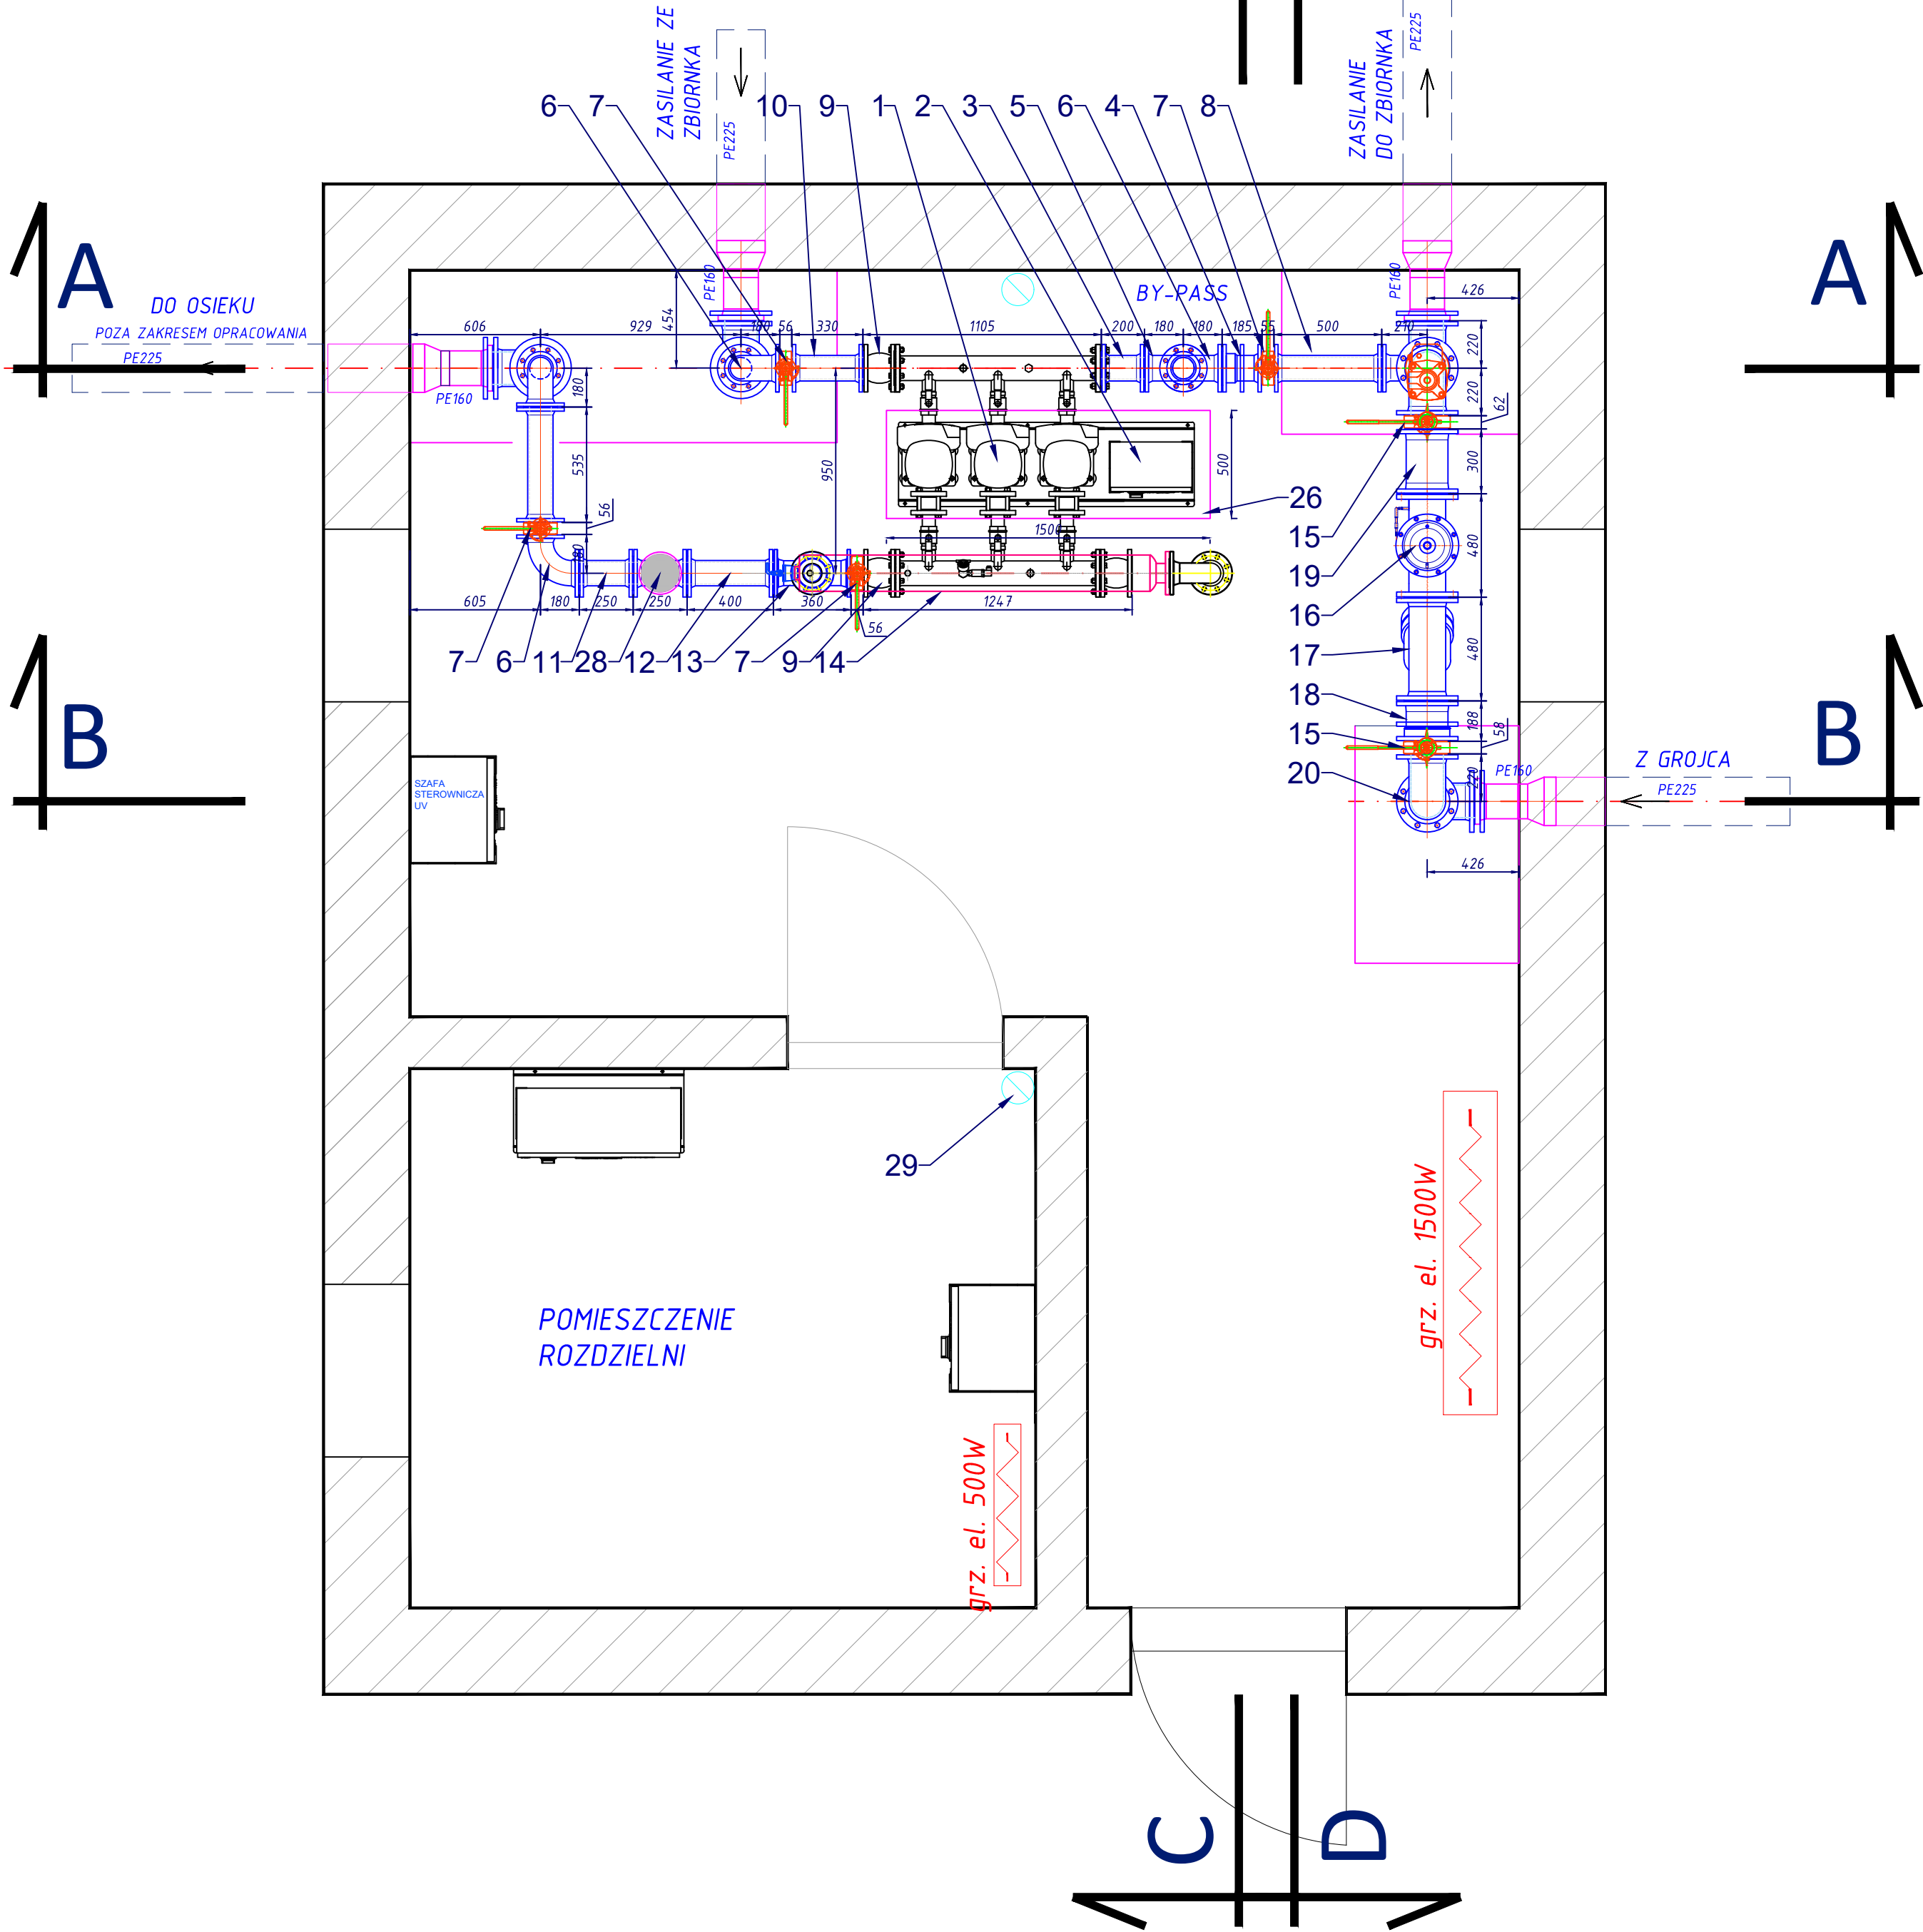 ZASILANIE ZE
ZBIORNKA
PE225
ZASILANIE
DO ZBIORNKA
PE225
6 7 10 9 1 2 3 5 6 4 7 8
A
A
DO OSIEKU
POZA ZAKRESEM OPRACOWANIA
PE225
PE160
PE160
454
BY-PASS
PE160
426
606 929 180 56 330 1105 200 180 180 185 55 500 210
220
220
62
180
535
56
180
950
500
1500
300
480
480
188
58
220
26
15
19
16
17
18
15
20
605 180 250 250 400 360 56 1247
7 6 11 28 12 13 7 9 14
B
B
SZAFA
STEROWNICZA
UV
Z GROJCA
PE160
PE225
426
29
POMIESZCZENIE
ROZDZIELNI
grz. el. 500W
grz. el. 1500W
C
D